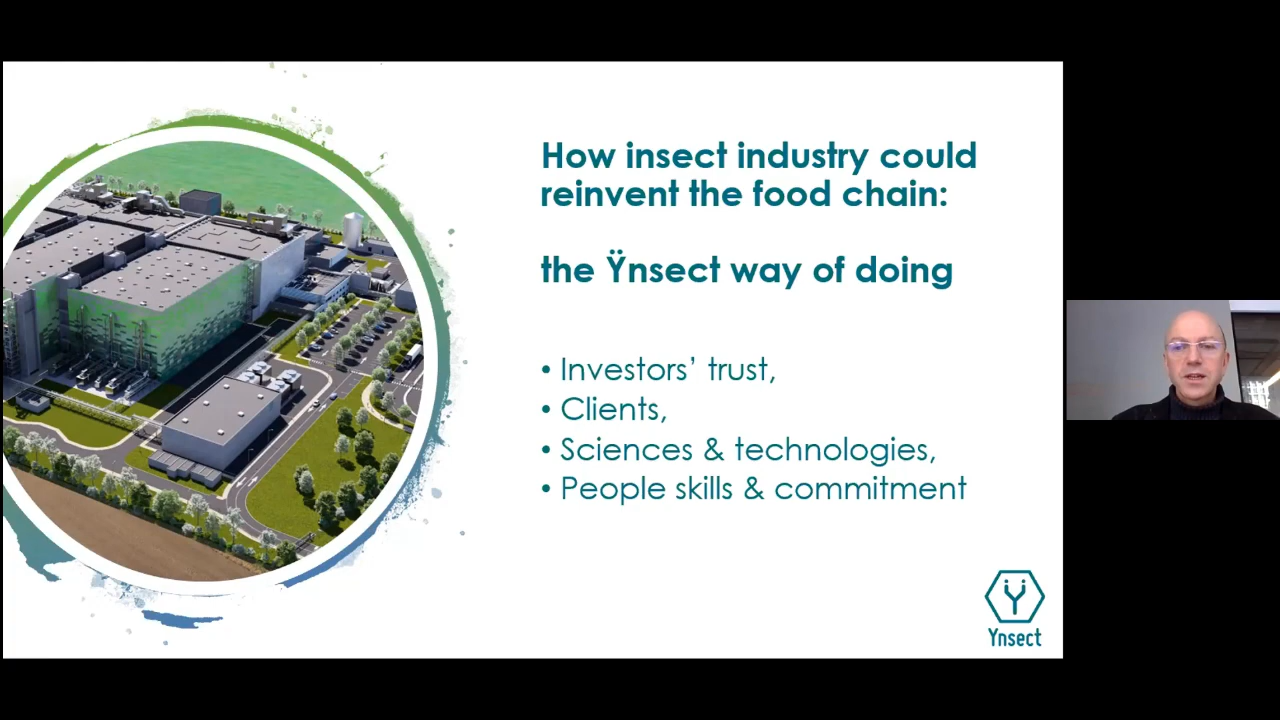 How insect industry could
reinvent the food chain:
the Ÿnsect way of doing
• Investors’ trust,
• Clients,
• Sciences & technologies,
• People skills & commitment
Ynsect